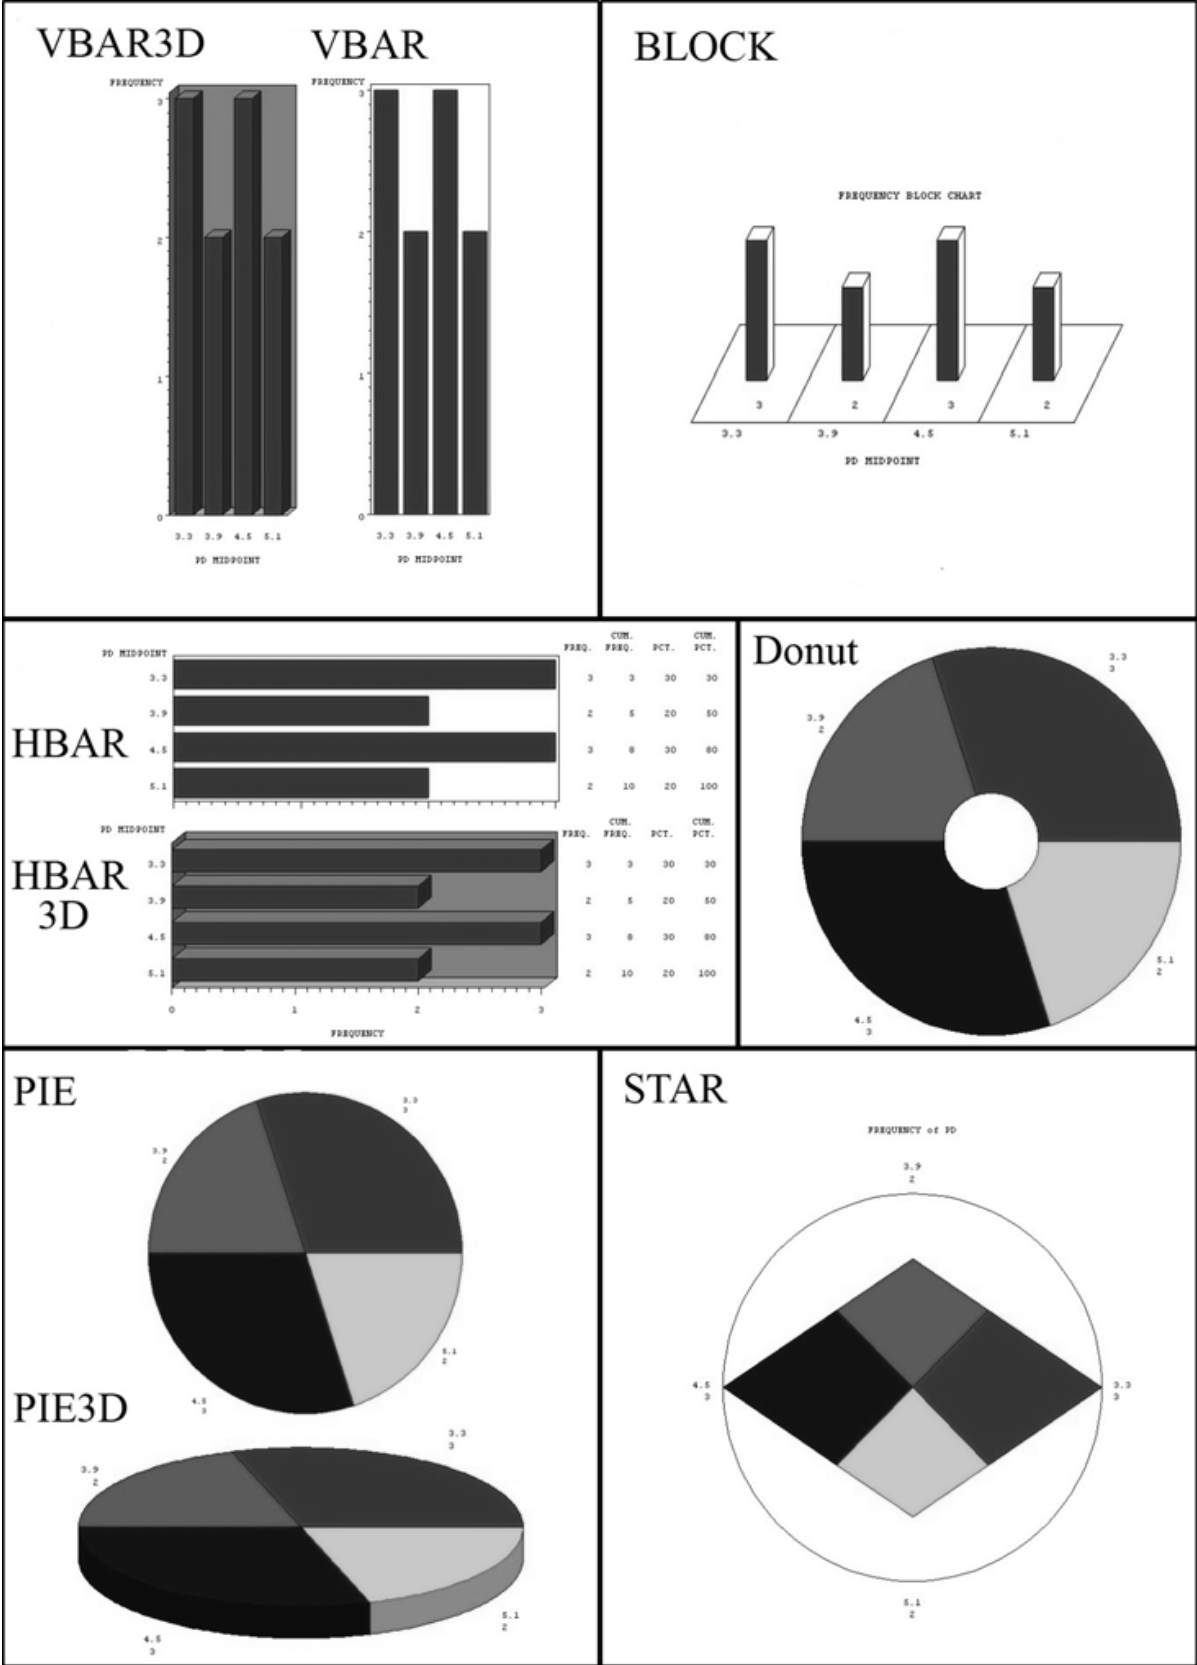 VBAR3D VBAR
FREQUENCY FREQUENCY
3 3
2 2
1 1
0 0
3.3 3.9 4.5 5.1 3.3 3.9 4.5 5.1
PD MIDPOINT PD MIDPOINT
BLOCK
FREQUENCY BLOCK CHART
3 2 3 2
3.3 3.9 4.5 5.1
PD MIDPOINT
HBAR
PD MIDPOINT FREQ. CUM. FREQ. PCT. CUM. PCT.
3.3 3 3 30 30
3.9 2 5 20 50
4.5 3 8 30 80
5.1 2 10 20 100
HBAR
3D
PD MIDPOINT FREQ. CUM. FREQ. PCT. CUM. PCT.
3.3 3 3 30 30
3.9 2 5 20 50
4.5 3 8 30 80
5.1 2 10 20 100
0 1 2 3
FREQUENCY
Donut
3.3
3
3.9
2
5.1
2
4.5
3
PIE
3.3
3
3.9
2
5.1
2
4.5
3
PIE3D
3.3
3
3.9
2
5.1
2
4.5
3
STAR
FREQUENCY of PD
3.9
2
4.5
3
3.3
3
5.1
2